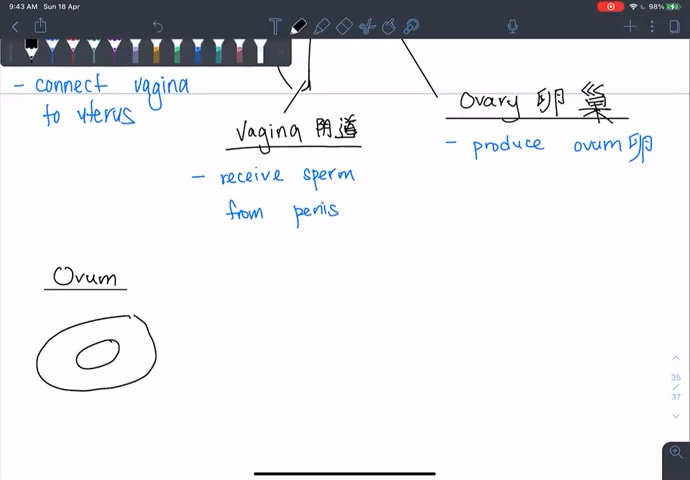 9:43 AM Sun 18 Apr
98%
- connect vagina
to uterus
Ovary 卵巢
- produce ovum 卵
Vagina 阴道
- receive sperm
from penis
Ovum
35
/
37